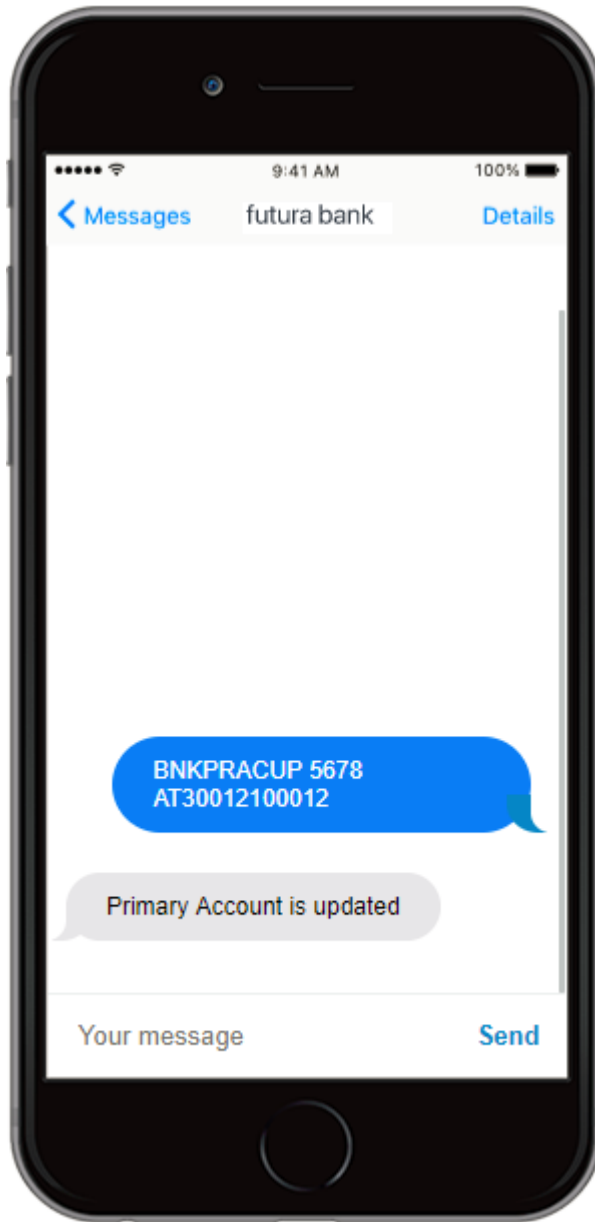 9:41 AM 100%
Messages futura bank Details
BNKPRACUP 5678
AT30012100012
Primary Account is updated
Your message Send